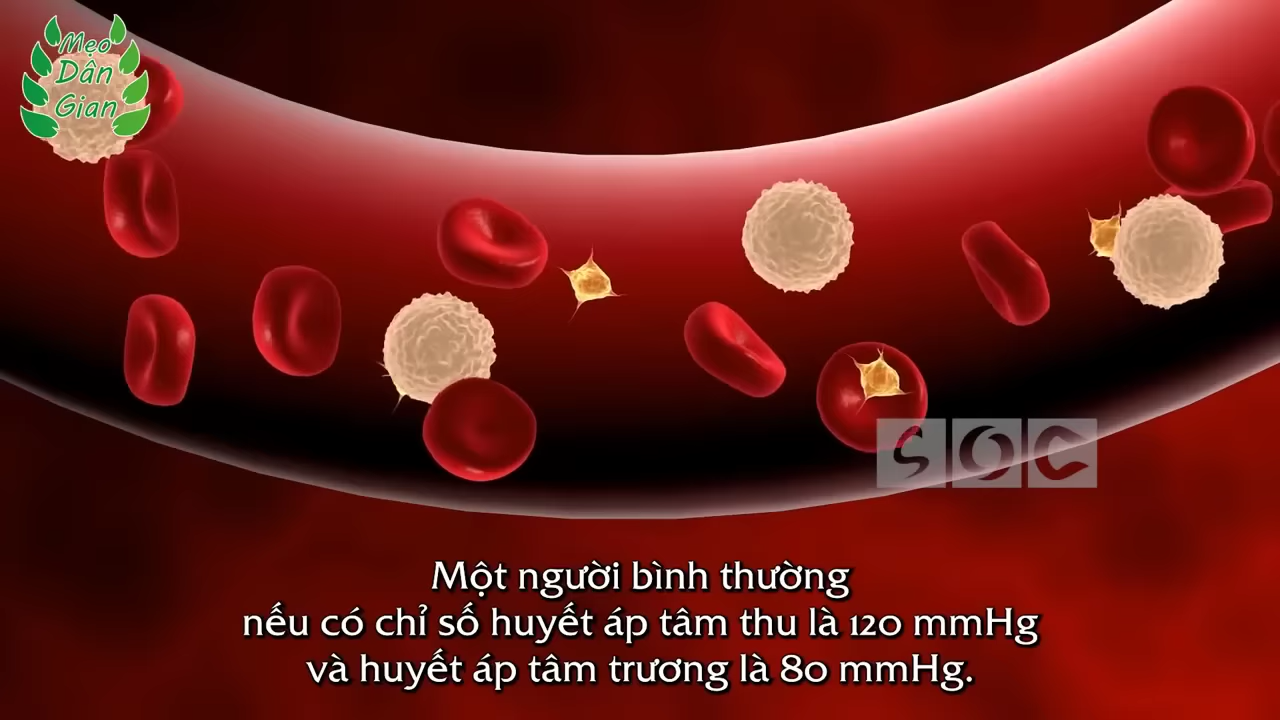 Mẹo
Dân
Gian
SOC
Một người bình thường
nếu có chỉ số huyết áp tâm thu là 120 mmHg
và huyết áp tâm trương là 80 mmHg.